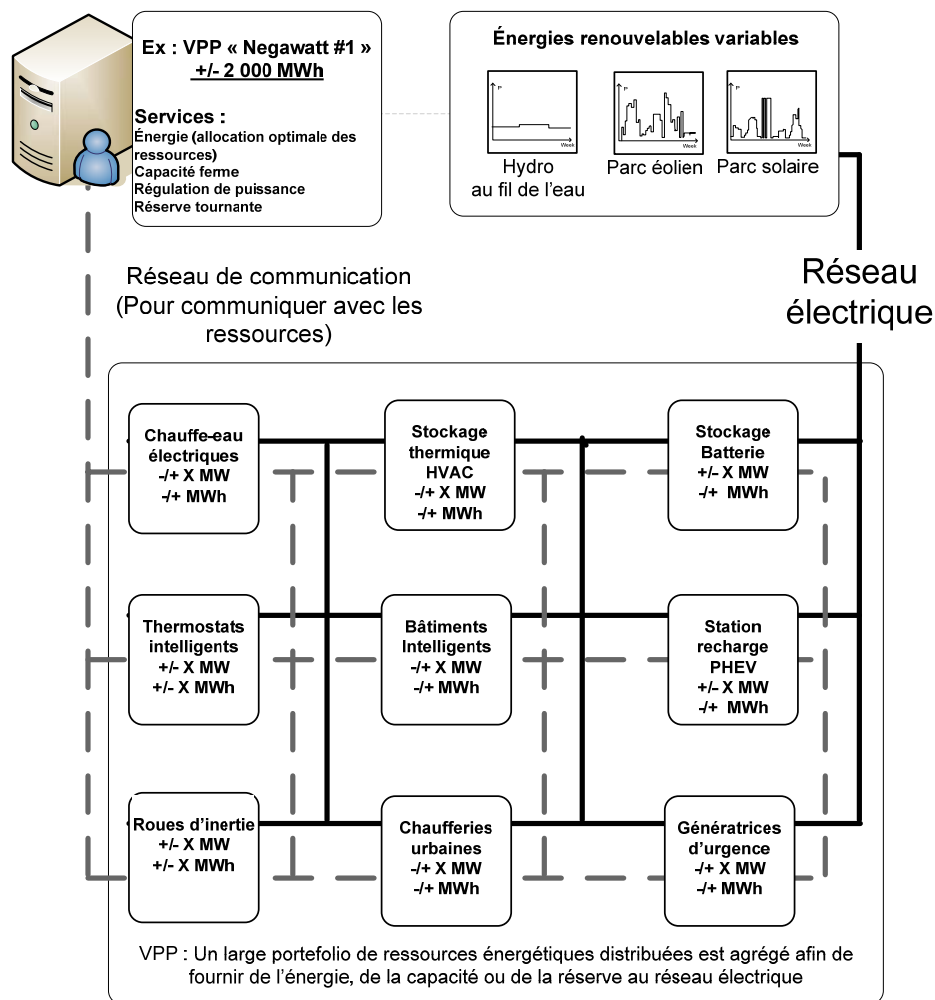 Ex : VPP « Negawatt #1 »
+/- 2 000 MWh
Services :
Énergie (allocation optimale des
ressources)
Capacité ferme
Régulation de puissance
Réserve tournante
Énergies renouvelables variables
P
Week
Hydro
au fil de l'eau
P
Week
Parc éolien
P
Week
Parc solaire
Réseau
électrique
Réseau de communication
(Pour communiquer avec les
ressources)
Chauffe-eau
électriques
-/+ X MW
-/+ MWh
Stockage
thermique
HVAC
-/+ X MW
-/+ MWh
Stockage
Batterie
+/- X MW
-/+ MWh
Thermostats
intelligents
+/- X MW
+/- X MWh
Bâtiments
Intelligents
-/+ X MW
-/+ MWh
Station
recharge
PHEV
+/- X MW
-/+ MWh
Roues d'inertie
+/- X MW
+/- X MWh
Chaufferies
urbaines
-/+ X MW
-/+ MWh
Génératrices
d'urgence
-/+ X MW
-/+ MWh
VPP : Un large portefolio de ressources énergétiques distribuées est agrégé afin de
fournir de l'énergie, de la capacité ou de la réserve au réseau électrique